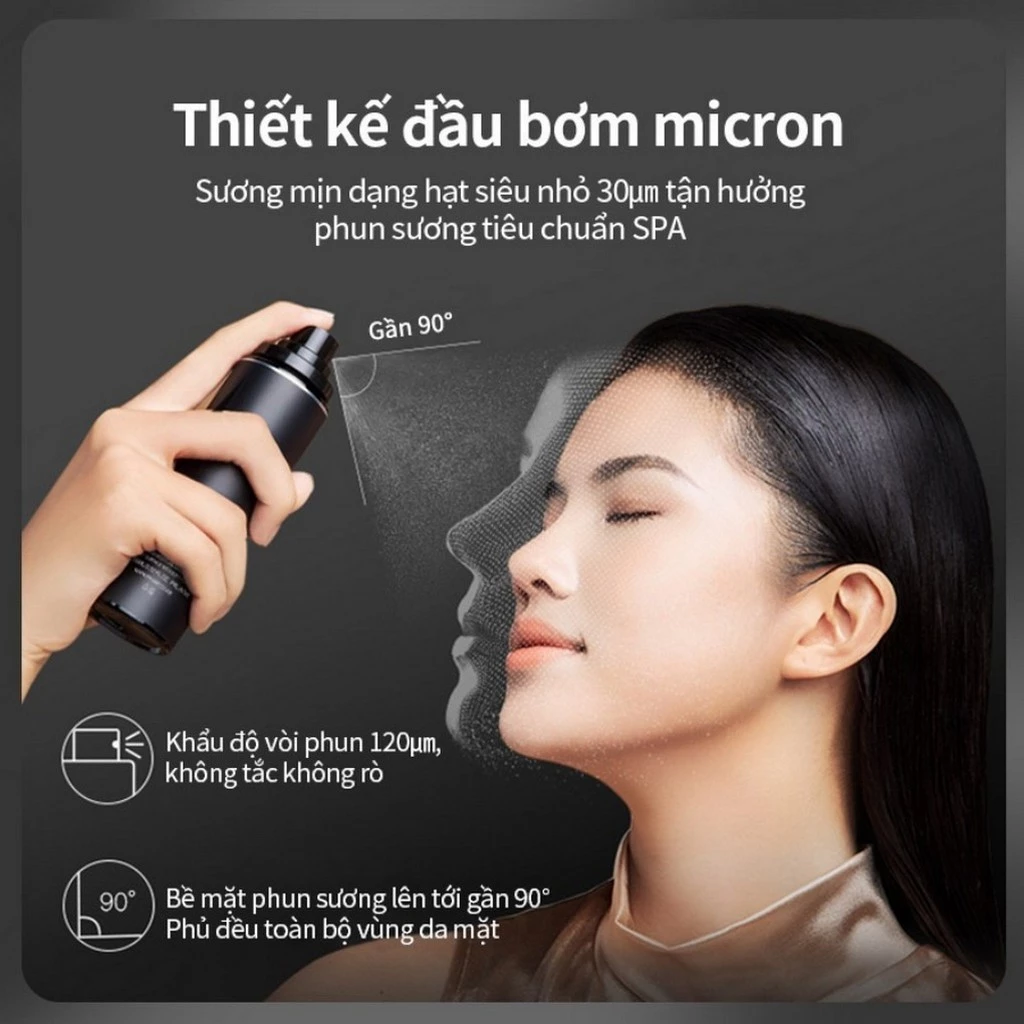 Thiết kế đầu bơm micron
Sương mịn dạng hạt siêu nhỏ 30μm tận hưởng
phun sương tiêu chuẩn SPA
Gần 90°
Khẩu độ vòi phun 120μm,
không tắc không rò
90°
Bề mặt phun sương lên tới gần 90°
Phủ đều toàn bộ vùng da mặt